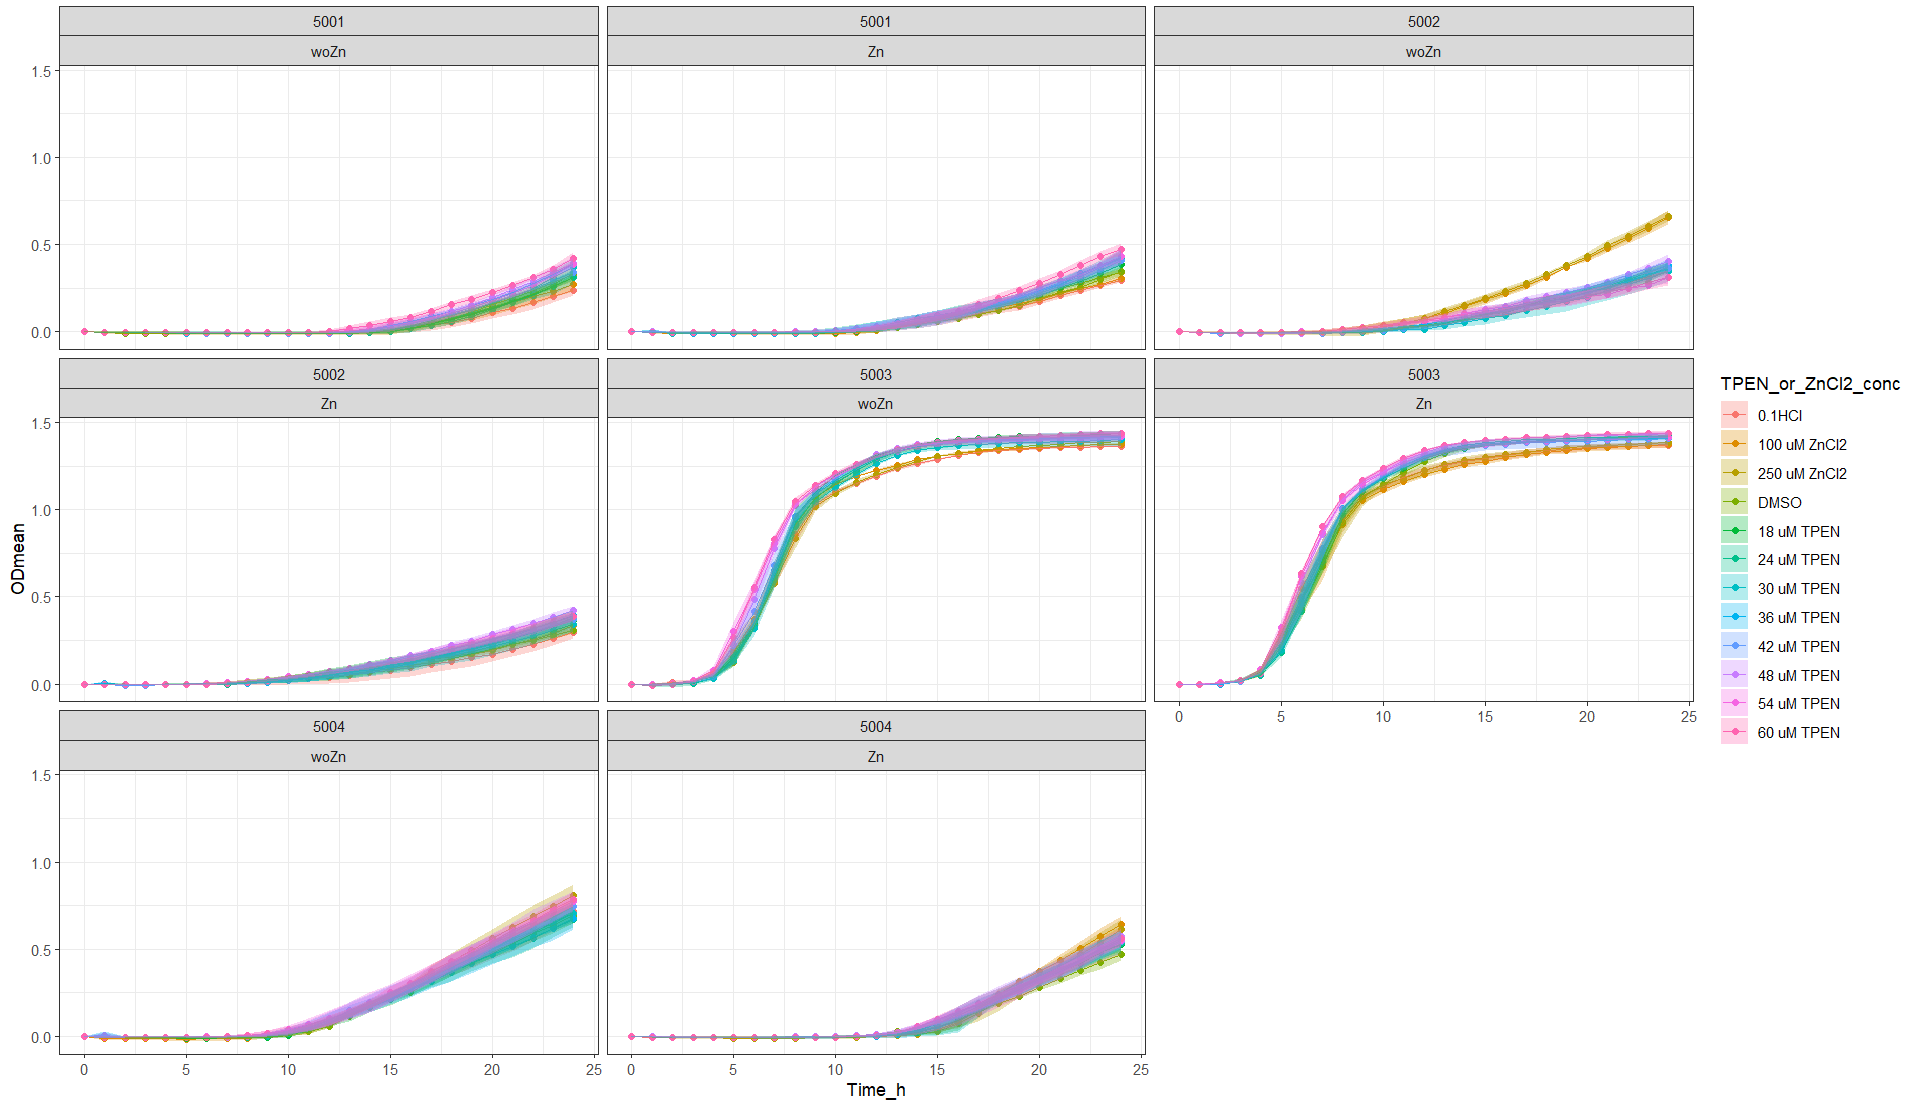 5001
woZn
5001
Zn
5002
woZn
1.5
1.0
0.5
0.0
5002
Zn
5003
woZn
5003
Zn
1.5
1.0
0.5
0.0
0 5 10 15 20 25
5004
woZn
5004
Zn
1.5
1.0
0.5
0.0
0 5 10 15 20 25
0 5 10 15 20 25
Time_h
ODmean
TPEN_or_ZnCl2_conc
0.1HCl
100 uM ZnCl2
250 uM ZnCl2
DMSO
18 uM TPEN
24 uM TPEN
30 uM TPEN
36 uM TPEN
42 uM TPEN
48 uM TPEN
54 uM TPEN
60 uM TPEN